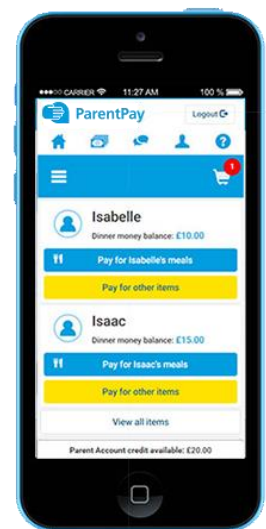 CARRIER 11:27 AM 100 %
ParentPay Logout
1
Isabelle
Dinner money balance: £10.00
Pay for Isabelle's meals
Pay for other items
Isaac
Dinner money balance: £15.00
Pay for Isaac's meals
Pay for other items
View all items
Parent Account credit available: £20.00